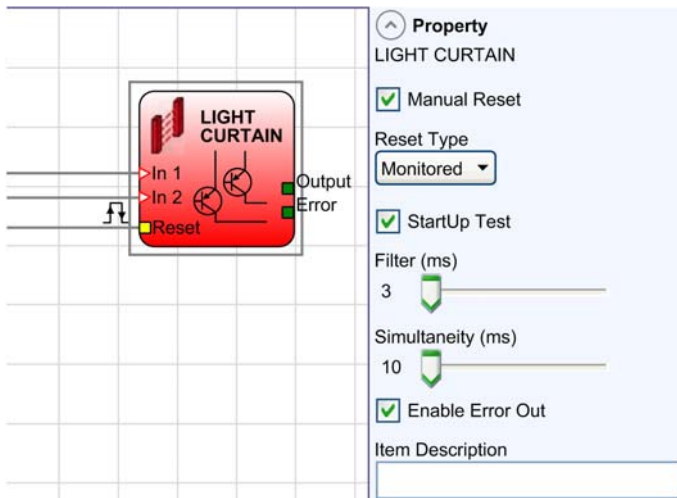 LIGHT
CURTAIN
In 1
In 2
Reset
Output
Error
Property
LIGHT CURTAIN
Manual Reset
Reset Type
Monitored
StartUp Test
Filter (ms)
3
Simultaneity (ms)
10
Enable Error Out
Item Description